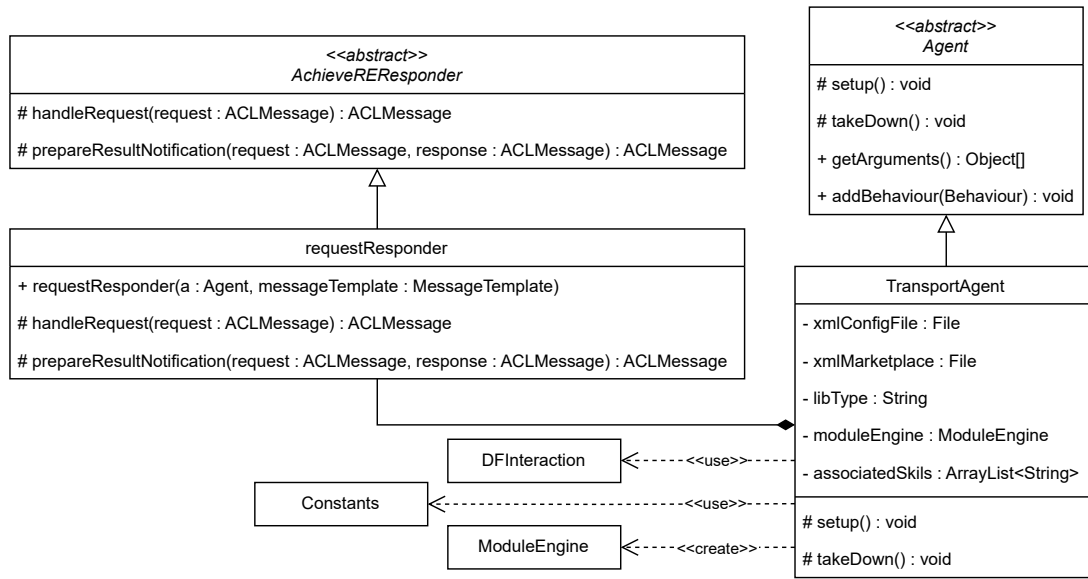 <<abstract>>
AchieveREResponder
# handleRequest(request : ACLMessage) : ACLMessage
# prepareResultNotification(request : ACLMessage, response : ACLMessage) : ACLMessage
<<abstract>>
Agent
# setup() : void
# takeDown() : void
+ getArguments() : Object[]
+ addBehaviour(Behaviour) : void
requestResponder
+ requestResponder(a : Agent, messageTemplate : MessageTemplate)
# handleRequest(request : ACLMessage) : ACLMessage
# prepareResultNotification(request : ACLMessage, response : ACLMessage) : ACLMessage
TransportAgent
- xmlConfigFile : File
- xmlMarketplace : File
- libType : String
- moduleEngine : ModuleEngine
- associatedSkils : ArrayList<String>
# setup() : void
# takeDown() : void
DFInteraction
<<use>>
Constants
<<use>>
ModuleEngine
<<create>>